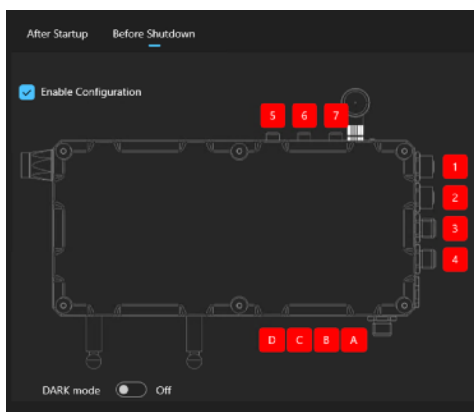 After Startup Before Shutdown
Enable Configuration
5 6 7
1
2
3
4
D C B A
DARK mode Off